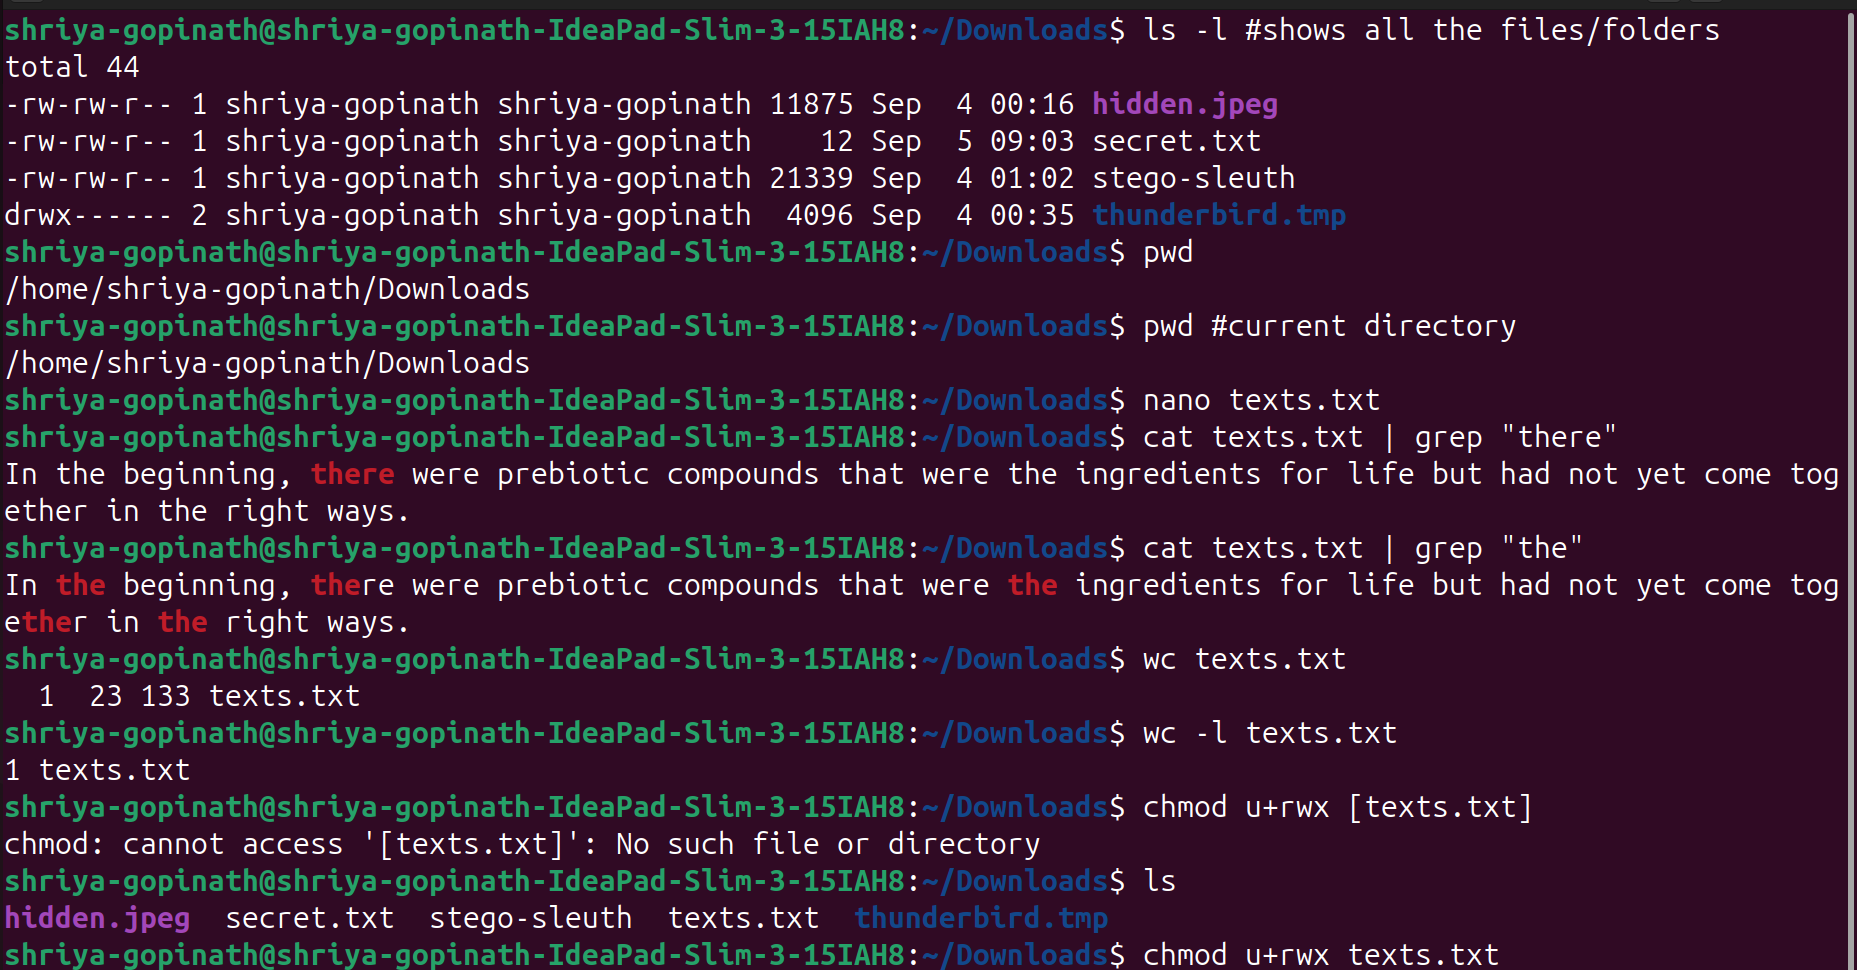 shriya-gopinath@shriya-gopinath-IdeaPad-Slim-3-15IAH8:~/Downloads$ ls -l #shows all the files/folders
total 44
-rw-rw-r-- 1 shriya-gopinath shriya-gopinath 11875 Sep  4 00:16 hidden.jpeg
-rw-rw-r-- 1 shriya-gopinath shriya-gopinath    12 Sep  5 09:03 secret.txt
-rw-rw-r-- 1 shriya-gopinath shriya-gopinath 21339 Sep  4 01:02 stego-sleuth
drwx------ 2 shriya-gopinath shriya-gopinath  4096 Sep  4 00:35 thunderbird.tmp
shriya-gopinath@shriya-gopinath-IdeaPad-Slim-3-15IAH8:~/Downloads$ pwd
/home/shriya-gopinath/Downloads
shriya-gopinath@shriya-gopinath-IdeaPad-Slim-3-15IAH8:~/Downloads$ pwd #current directory
/home/shriya-gopinath/Downloads
shriya-gopinath@shriya-gopinath-IdeaPad-Slim-3-15IAH8:~/Downloads$ nano texts.txt
shriya-gopinath@shriya-gopinath-IdeaPad-Slim-3-15IAH8:~/Downloads$ cat texts.txt | grep "there"
In the beginning, there were prebiotic compounds that were the ingredients for life but had not yet come tog
ether in the right ways.
shriya-gopinath@shriya-gopinath-IdeaPad-Slim-3-15IAH8:~/Downloads$ cat texts.txt | grep "the"
In the beginning, there were prebiotic compounds that were the ingredients for life but had not yet come tog
ether in the right ways.
shriya-gopinath@shriya-gopinath-IdeaPad-Slim-3-15IAH8:~/Downloads$ wc texts.txt
  1  23 133 texts.txt
shriya-gopinath@shriya-gopinath-IdeaPad-Slim-3-15IAH8:~/Downloads$ wc -l texts.txt
1 texts.txt
shriya-gopinath@shriya-gopinath-IdeaPad-Slim-3-15IAH8:~/Downloads$ chmod u+rwx [texts.txt]
chmod: cannot access '[texts.txt]': No such file or directory
shriya-gopinath@shriya-gopinath-IdeaPad-Slim-3-15IAH8:~/Downloads$ ls
hidden.jpeg  secret.txt  stego-sleuth  texts.txt  thunderbird.tmp
shriya-gopinath@shriya-gopinath-IdeaPad-Slim-3-15IAH8:~/Downloads$ chmod u+rwx texts.txt